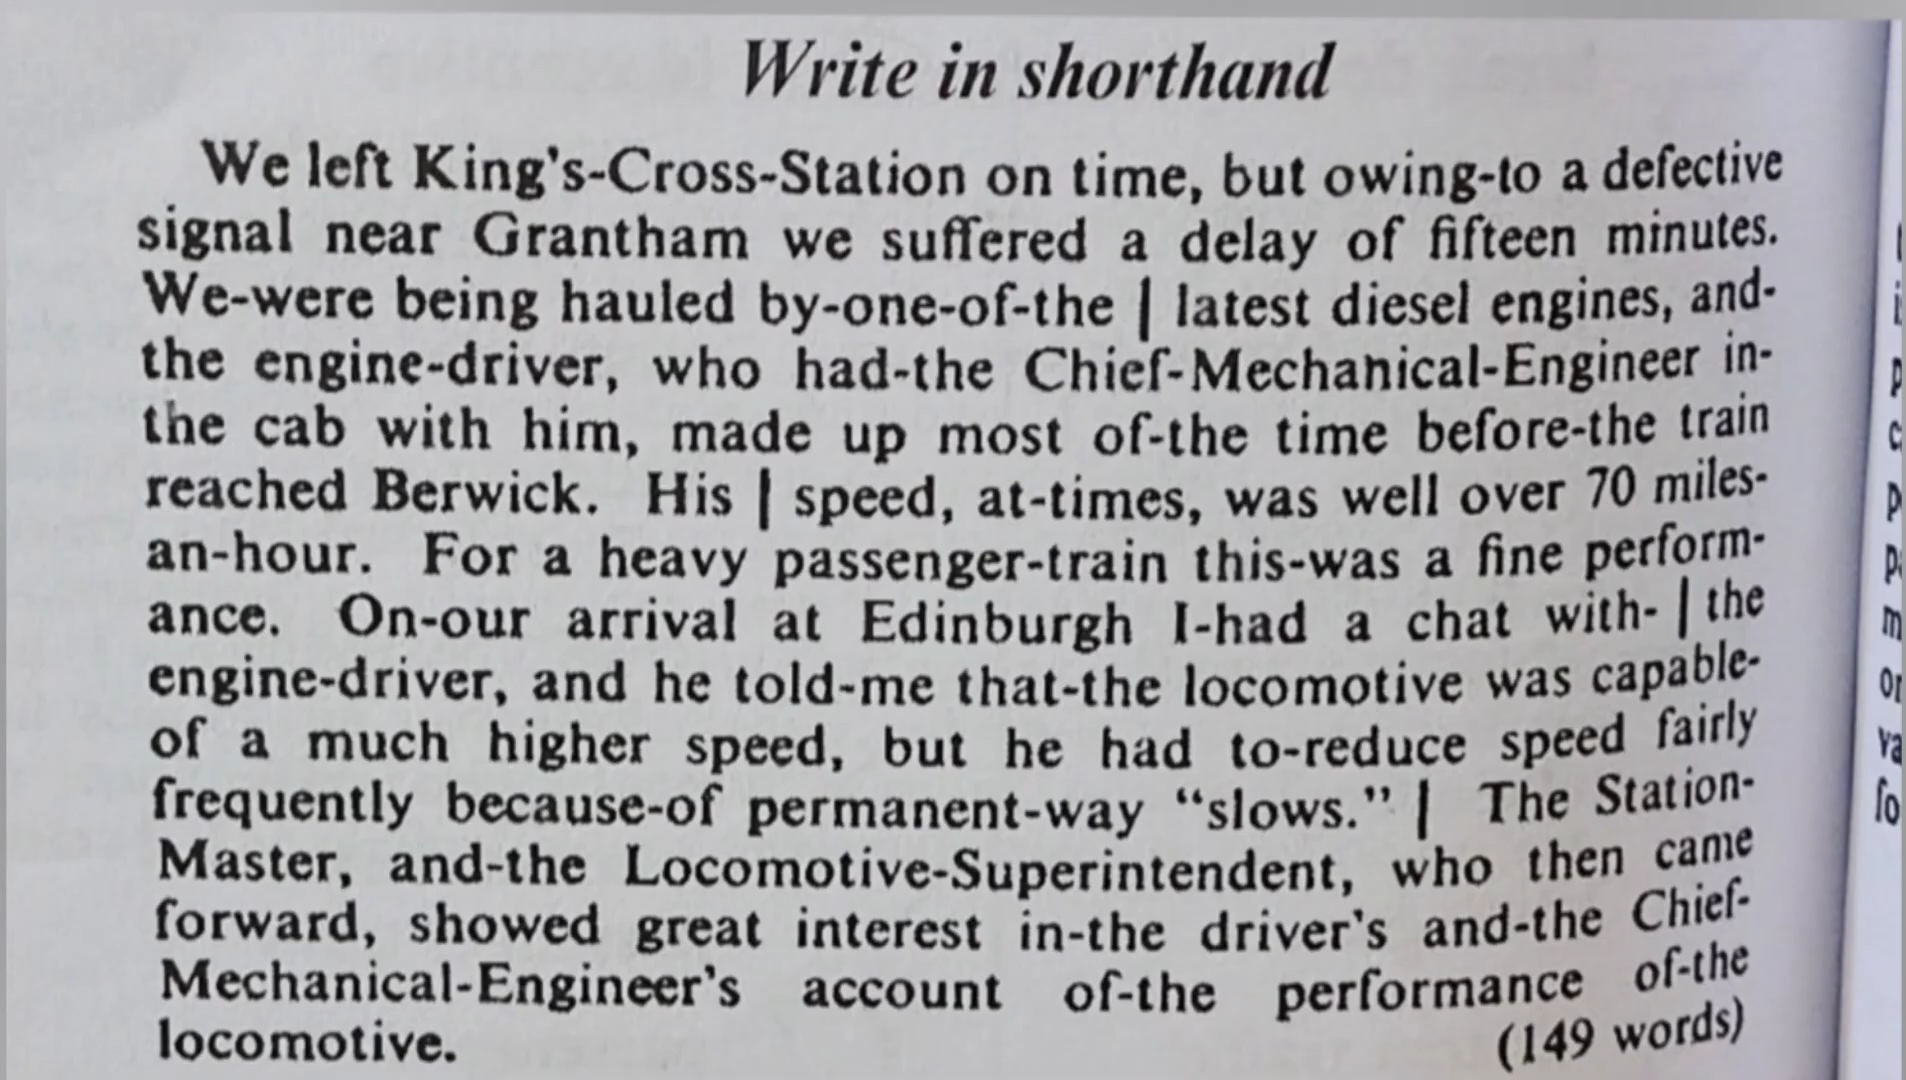 Write in shorthand
We left King's-Cross-Station on time, but owing-to a defective
signal near Grantham we suffered a delay of fifteen minutes.
We-were being hauled by-one-of-the | latest diesel engines, and-
the engine-driver, who had-the Chief-Mechanical-Engineer in-
the cab with him, made up most of-the time before-the train
reached Berwick. His | speed, at-times, was well over 70 miles-
an-hour. For a heavy passenger-train this-was a fine perform-
ance. On-our arrival at Edinburgh I-had a chat with- | the
engine-driver, and he told-me that-the locomotive was capable-
of a much higher speed, but he had to-reduce speed fairly
frequently because-of permanent-way “slows.” | The Station-
Master, and-the Locomotive-Superintendent, who then came
forward, showed great interest in-the driver's and-the Chief-
Mechanical-Engineer's account of-the performance of-the
locomotive.
(149 words)